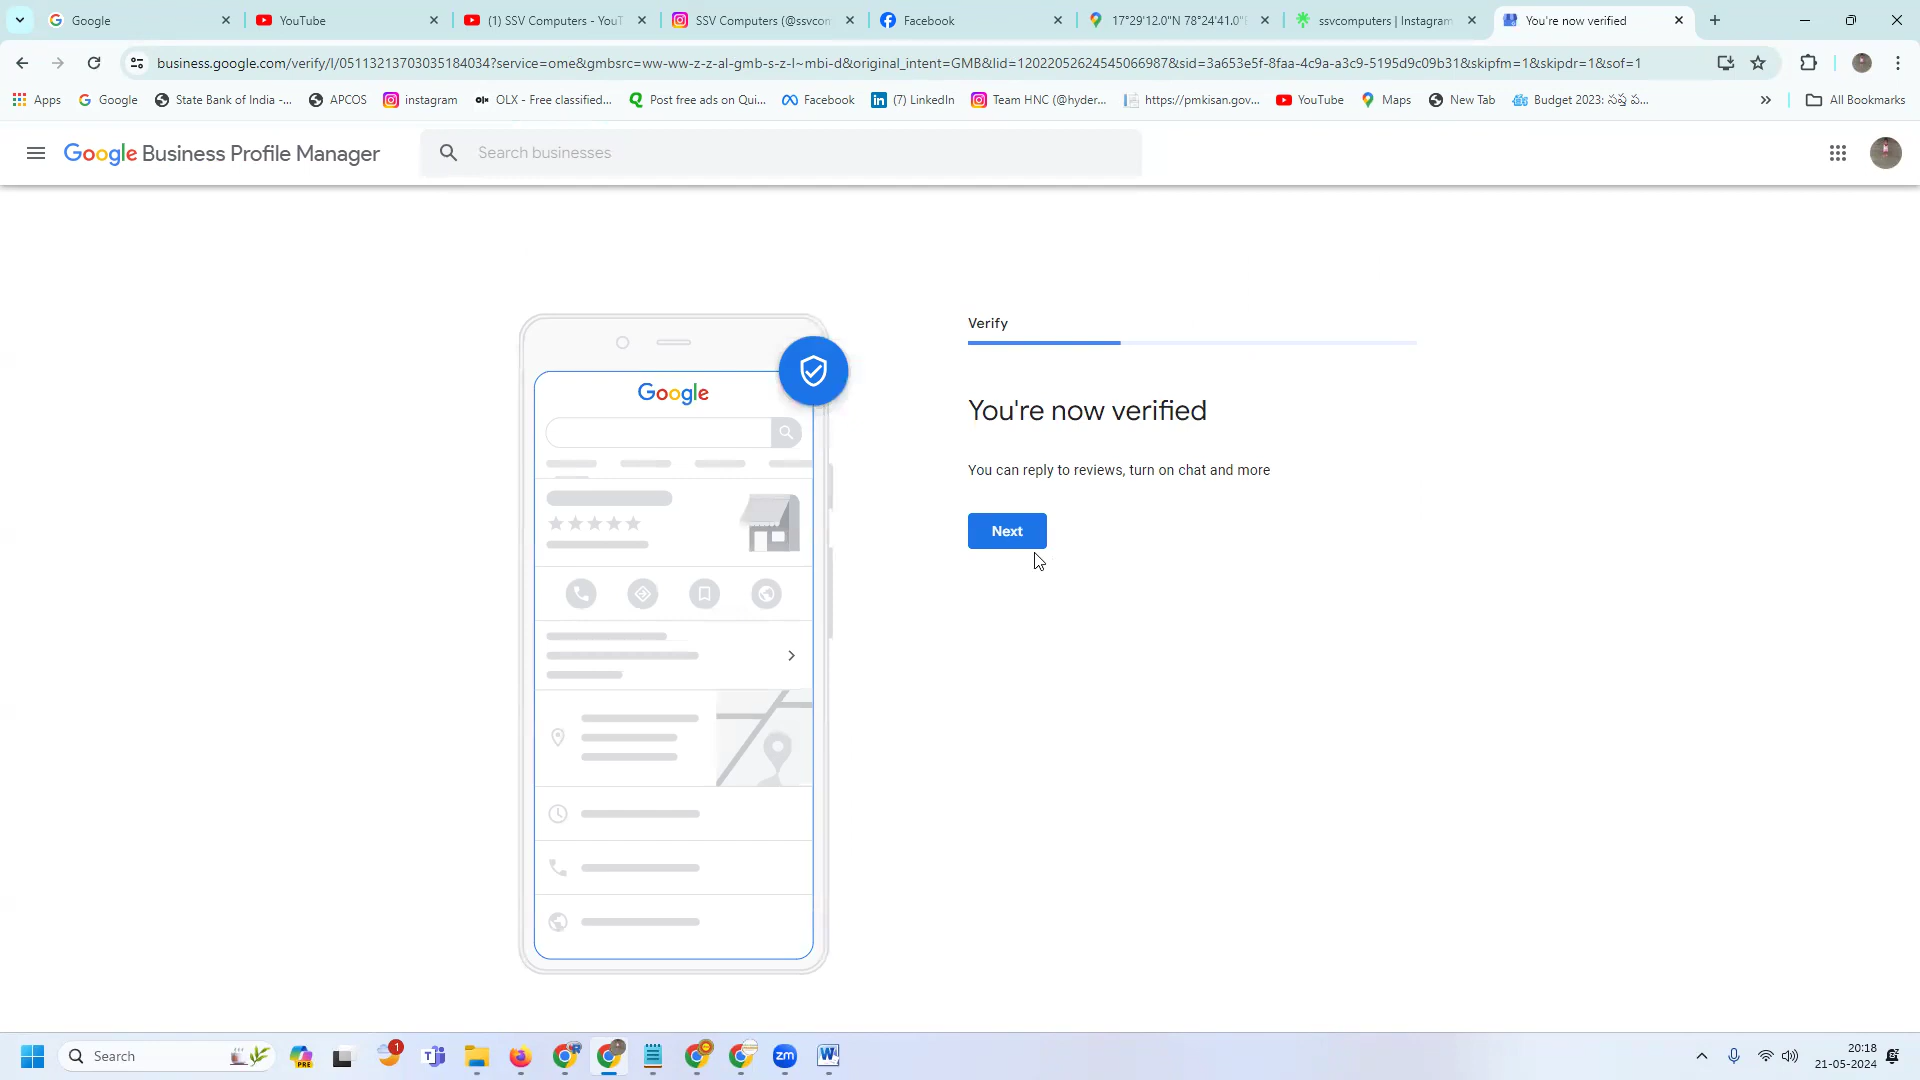 Google
YouTube
(1) SSV Computers - YouT
SSV Computers (@ssvcon
Facebook
17°29'12.0"N 78°24'41.0"
ssvcomputers | Instagram
You're now verified
business.google.com/verify/l/05113213703035184034?service=ome&gmbsrc=ww-ww-z-z-al-gmb-s-z-l~mbi-d&original_intent=GMB&lid=12022052624545066987&sid=3a653e5f-8faa-4c9a-a3c9-5195d9c09b31&skipfm=1&skipdr=1&sof=1
Apps
Google
State Bank of India -...
APCOS
instagram
OLX - Free classified...
Post free ads on Qui...
Facebook
(7) LinkedIn
Team HNC (@hyder...
https://pmkisan.gov...
YouTube
Maps
New Tab
Budget 2023: నవ్య ప...
All Bookmarks
Google Business Profile Manager
Search businesses
Google
Verify
You're now verified
You can reply to reviews, turn on chat and more
Next
Search
PRE
1
zm
20:18
21-05-2024